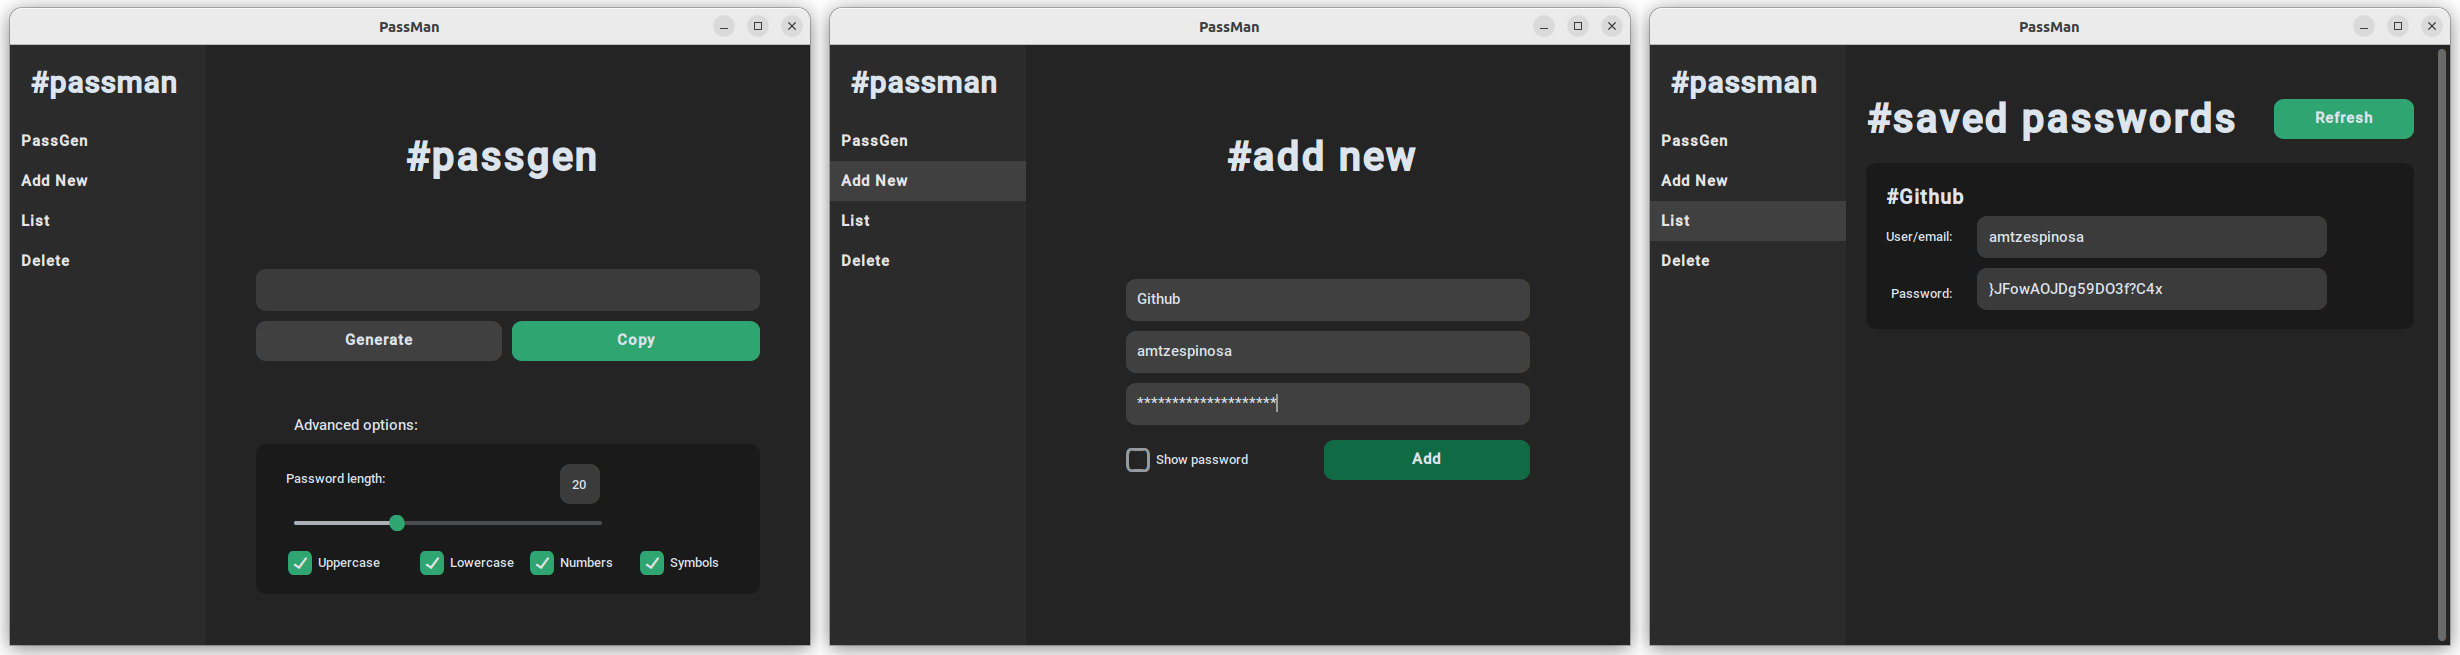 PassMan
#passman
PassGen
Add New
List
Delete
#passgen
Generate
Copy
Advanced options:
Password length:
20
Uppercase
Lowercase
Numbers
Symbols
PassMan
#passman
PassGen
Add New
List
Delete
#add new
Github
amtzespinosa
********************
Show password
Add
PassMan
#passman
PassGen
Add New
List
Delete
#saved passwords
Refresh
#Github
User/email:
amtzespinosa
Password:
}JFowAOJDg59DO3f?C4x